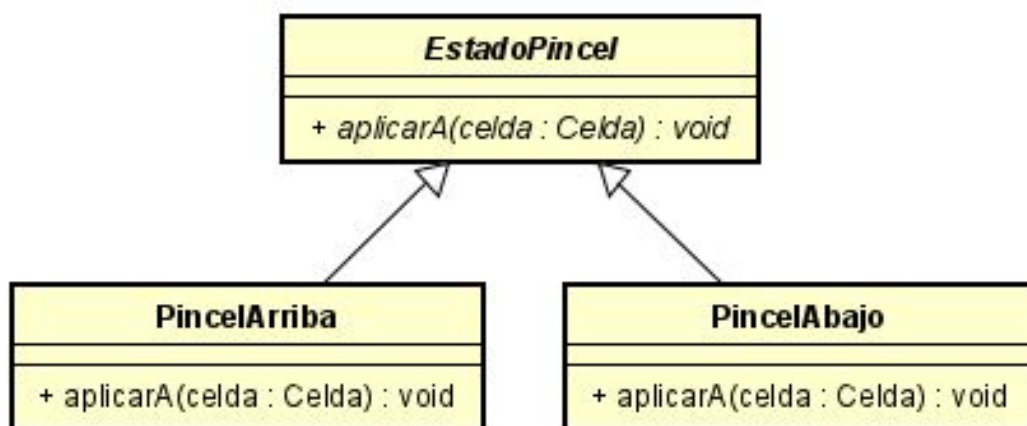 EstadoPincel
+ aplicarA(celda : Celda) : void
PincelArriba
+ aplicarA(celda : Celda) : void
PincelAbajo
+ aplicarA(celda : Celda) : void